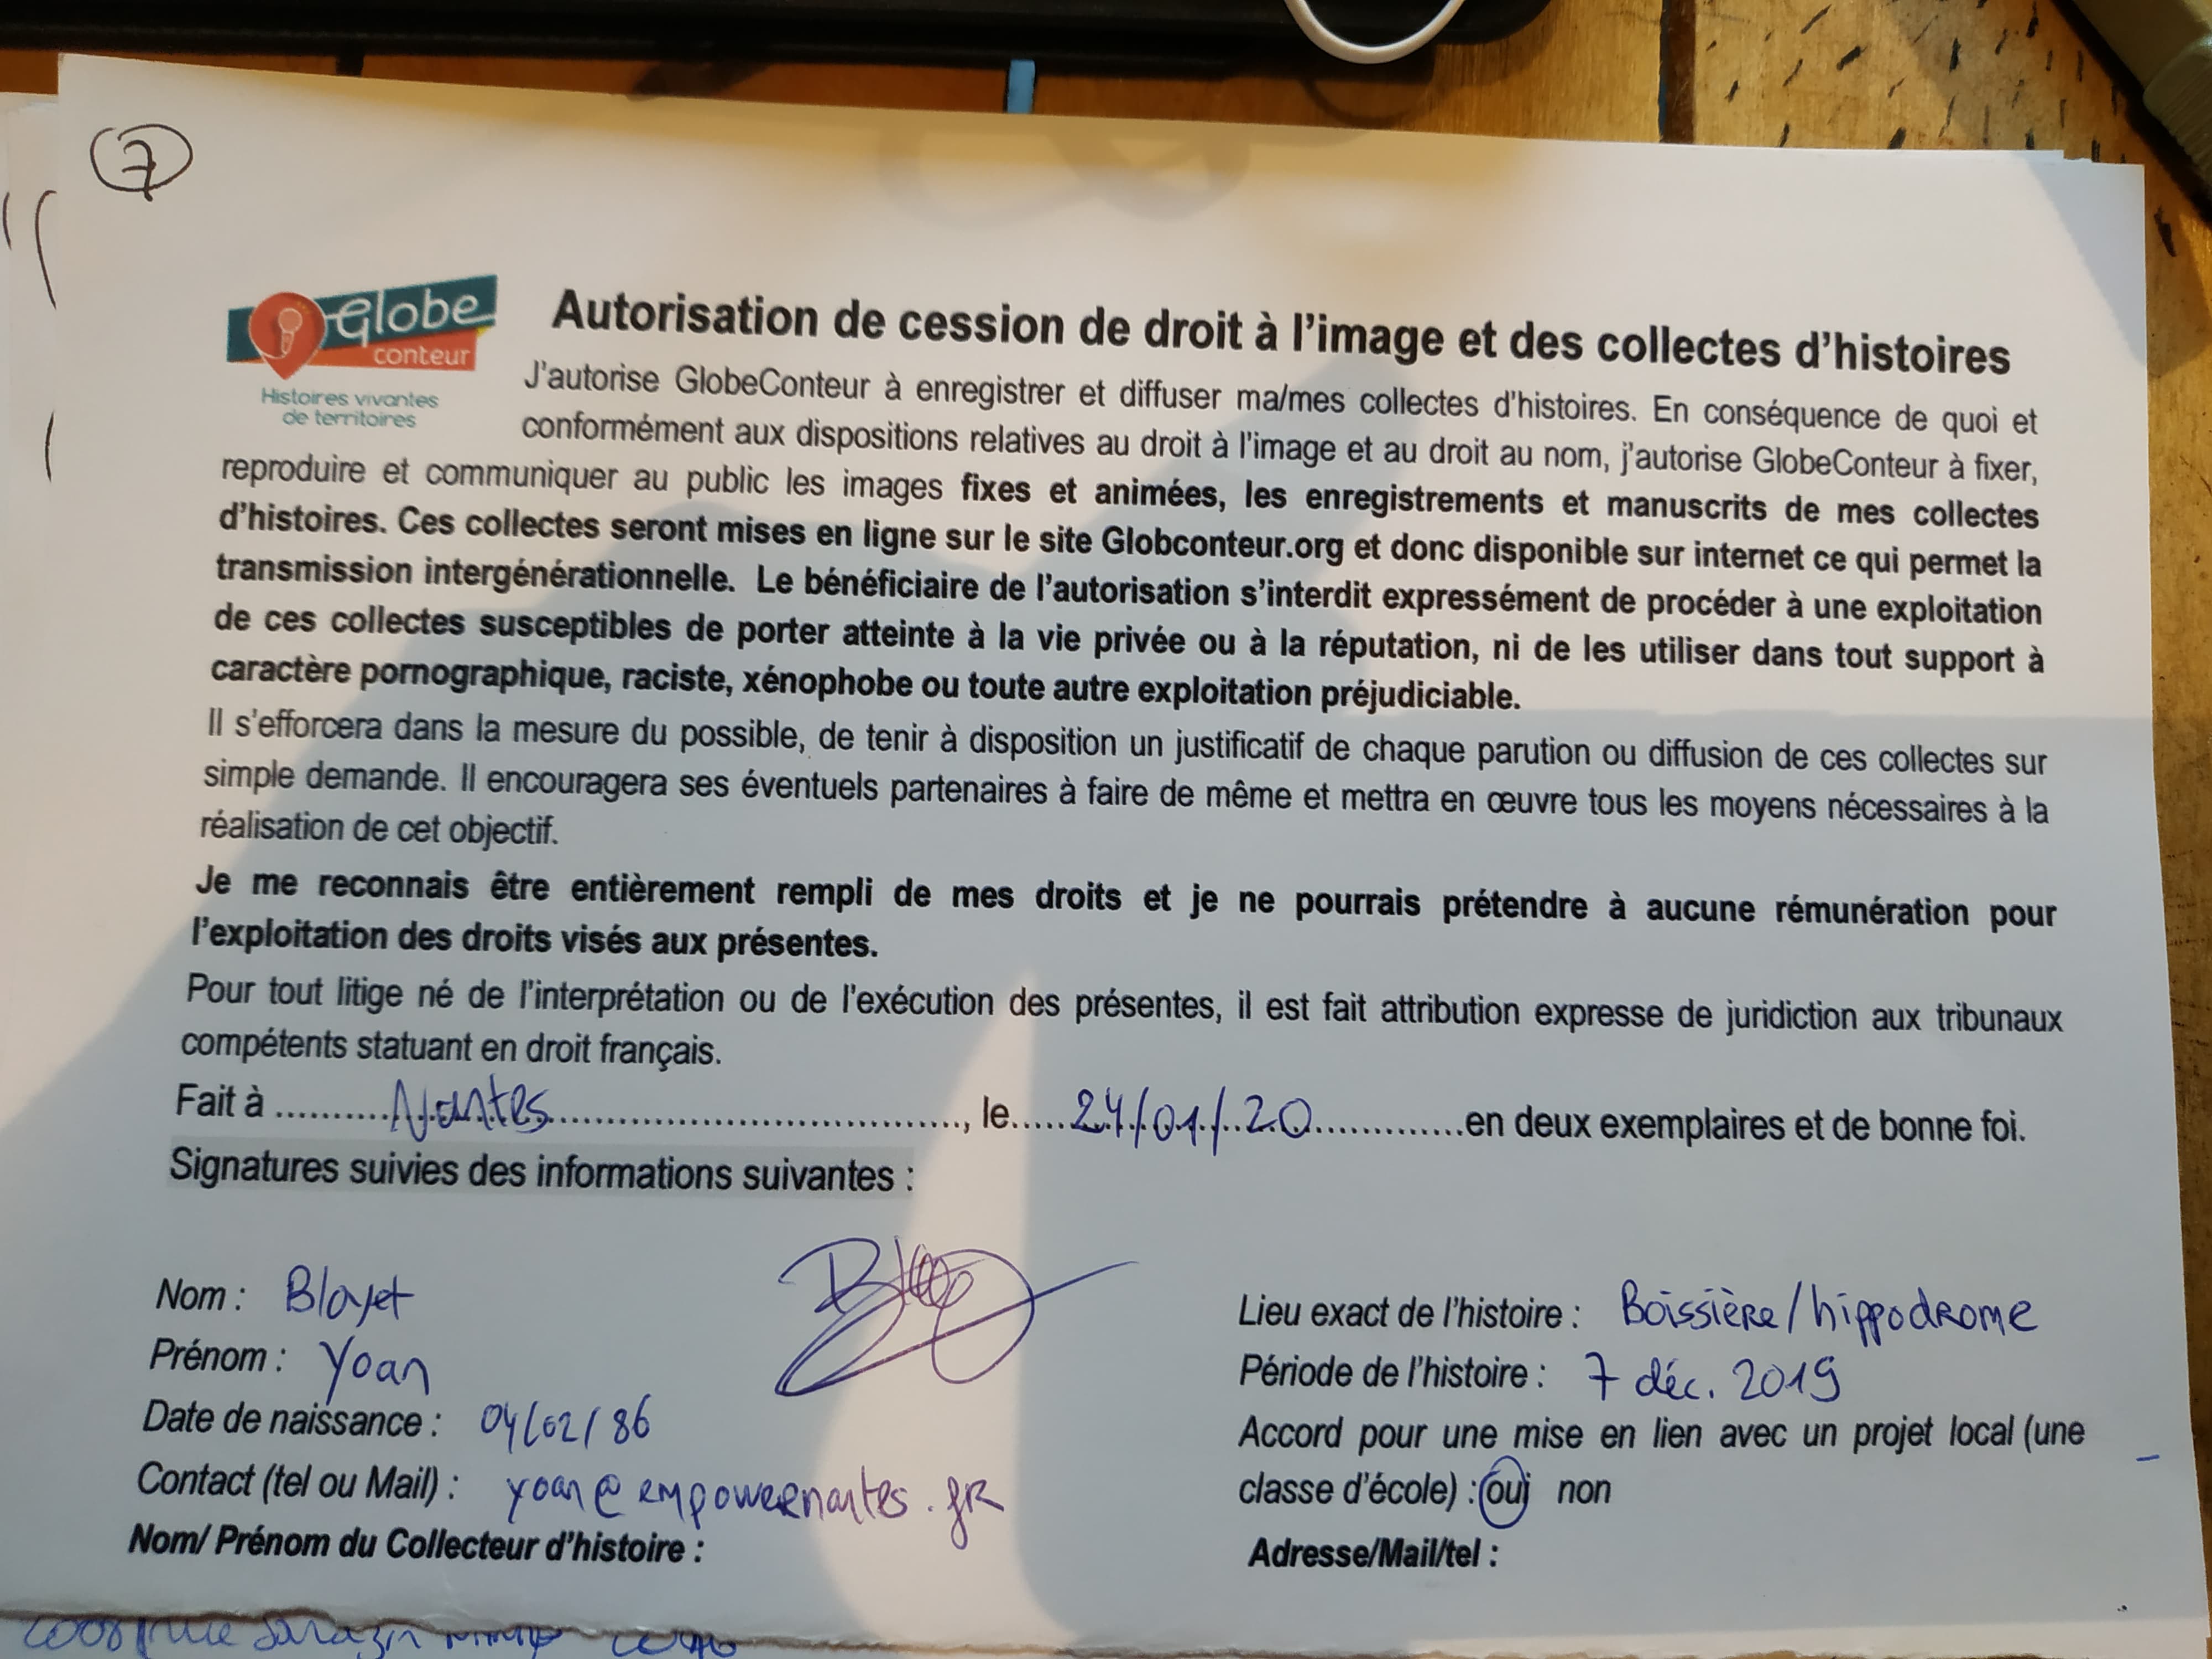 7
Globe
conteur
Histoires vivantes
de territoires
Autorisation de cession de droit à l'image et des collectes d'histoires
J'autorise GlobeConteur à enregistrer et diffuser ma/mes collectes d'histoires. En conséquence de quoi et
conformément aux dispositions relatives au droit à l'image et au droit au nom, j'autorise GlobeConteur à fixer,
reproduire et communiquer au public les images fixes et animées, les enregistrements et manuscrits de mes collectes
d'histoires. Ces collectes seront mises en ligne sur le site Globconteur.org et donc disponible sur internet ce qui permet la
transmission intergénérationnelle. Le bénéficiaire de l'autorisation s'interdit expressément de procéder à une exploitation
de ces collectes susceptibles de porter atteinte à la vie privée ou à la réputation, ni de les utiliser dans tout support à
caractère pornographique, raciste, xénophobe ou toute autre exploitation préjudiciable.
Il s'efforcera dans la mesure du possible, de tenir à disposition un justificatif de chaque parution ou diffusion de ces collectes sur
simple demande. Il encouragera ses éventuels partenaires à faire de même et mettra en œuvre tous les moyens nécessaires à la
réalisation de cet objectif.
Je me reconnais être entièrement rempli de mes droits et je ne pourrais prétendre à aucune rémunération pour
l'exploitation des droits visés aux présentes.
Pour tout litige né de l'interprétation ou de l'exécution des présentes, il est fait attribution expresse de juridiction aux tribunaux
compétents statuant en droit français.
Fait à .......... Nantes ..............................., le..... 24/01/20 .............en deux exemplaires et de bonne foi.
Signatures suivies des informations suivantes :
Nom : Blayet
Prénom : Yoan
Date de naissance : 04/02/86
Contact (tel ou Mail) : yoan@empowernantes.fr
Nom/ Prénom du Collecteur d'histoire :
Lieu exact de l'histoire : Boissière/hippodrome
Période de l'histoire : 7 déc. 2019
Accord pour une mise en lien avec un projet local (une
classe d'école) : oui non
Adresse/Mail/tel :